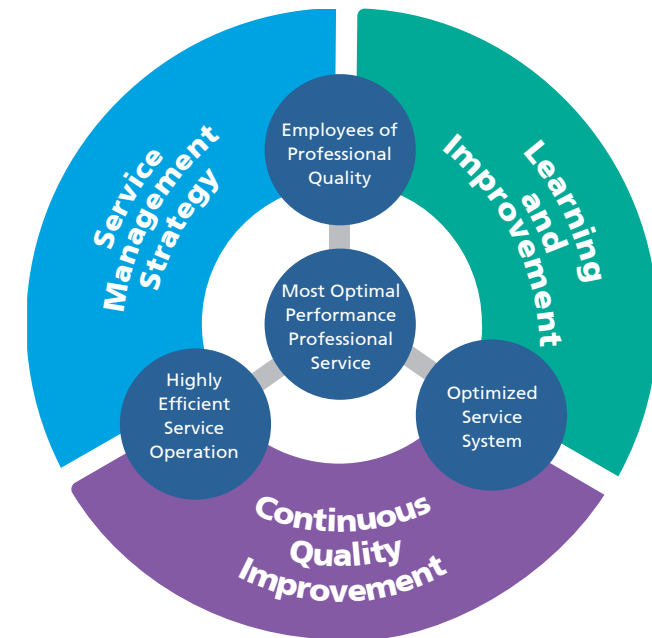 Service
Management
Strategy
Employees of
Professional
Quality
Learning
and
Improvement
Most Optimal
Performance
Professional
Service
Highly
Efficient
Service
Operation
Optimized
Service
System
Continuous
Quality
Improvement